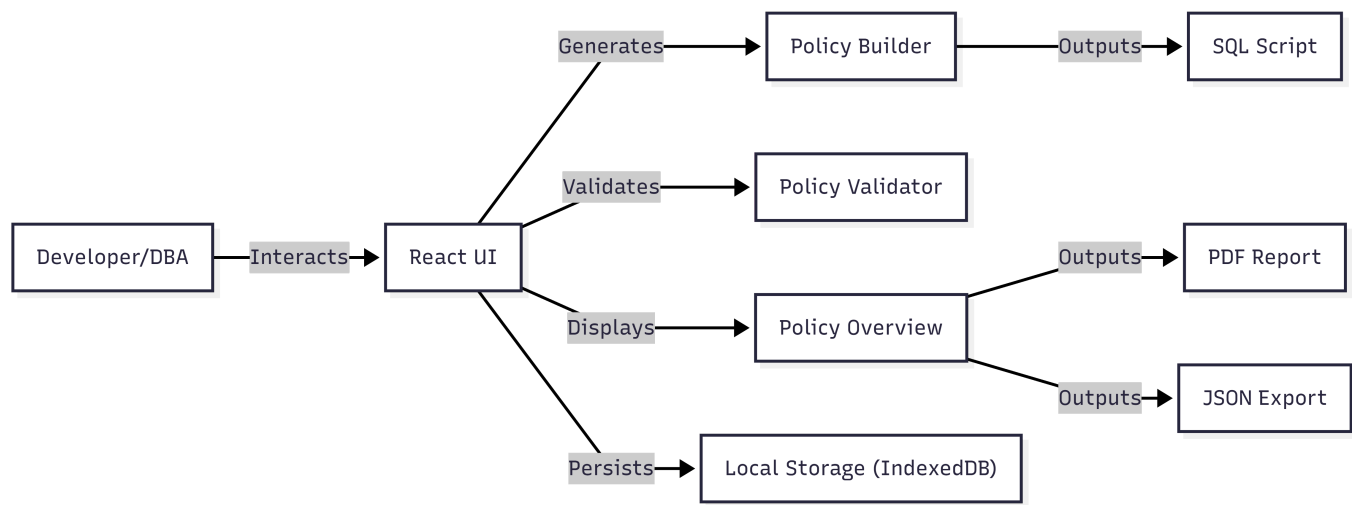 Generates
Policy Builder
Outputs
SQL Script
Validates
Policy Validator
Developer/DBA
Interacts
React UI
Outputs
PDF Report
Displays
Policy Overview
Outputs
JSON Export
Persists
Local Storage (IndexedDB)